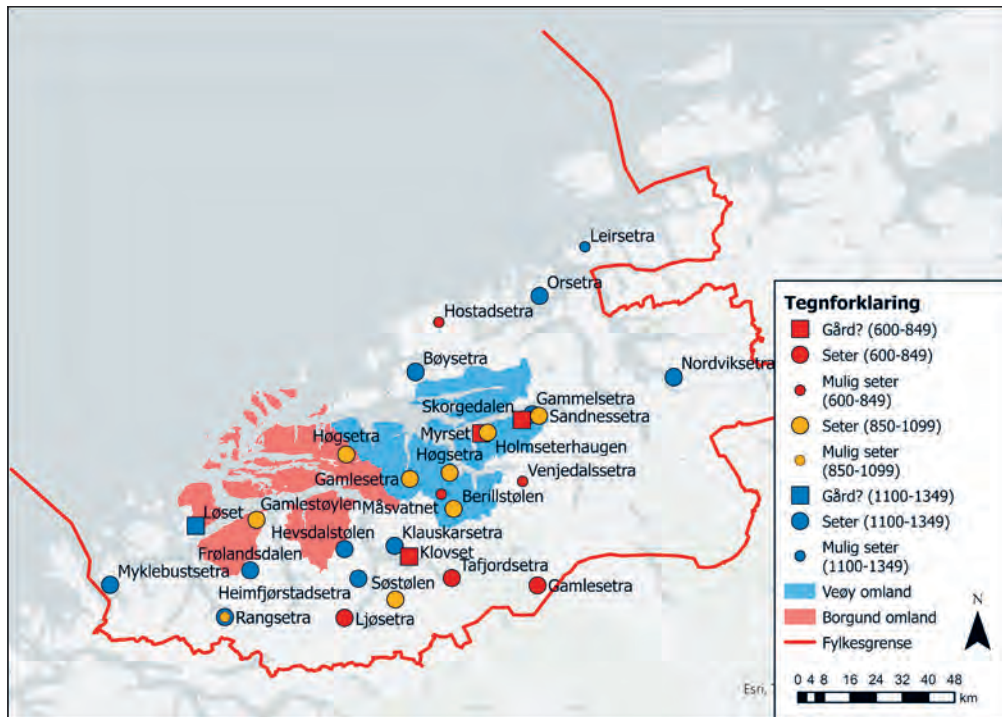 Leirsetra
Orsetra
Hostadsetra
Bøysetra
Nordviksetra
Gammelsetra
Skorgedalen
Sandnessetra
Myrset
Høgsetra
Holmseterhaugen
Høgsetra
Gamlesetra
Venjedalssetra
Berillstølen
Måsvatnet
Gamlestøylen
Løset
Hevsdalstølen
Klauskarsetra
Frølandsdalen
Klovset
Myklebustsetra
Tafjordsetra
Heimfjørstadsetra
Søstølen
Gamlesetra
Rangsetra
Ljøsetra
Tegnforklaring
Gård? (600-849)
Seter (600-849)
Mulig seter
(600-849)
Seter (850-1099)
Mulig seter
(850-1099)
Gård? (1100-1349)
Seter (1100-1349)
Mulig seter
(1100-1349)
Veøy omland
Borgund omland
Fylkesgrense
N
0 4 8 16 24 32 40 48
km
Esri,